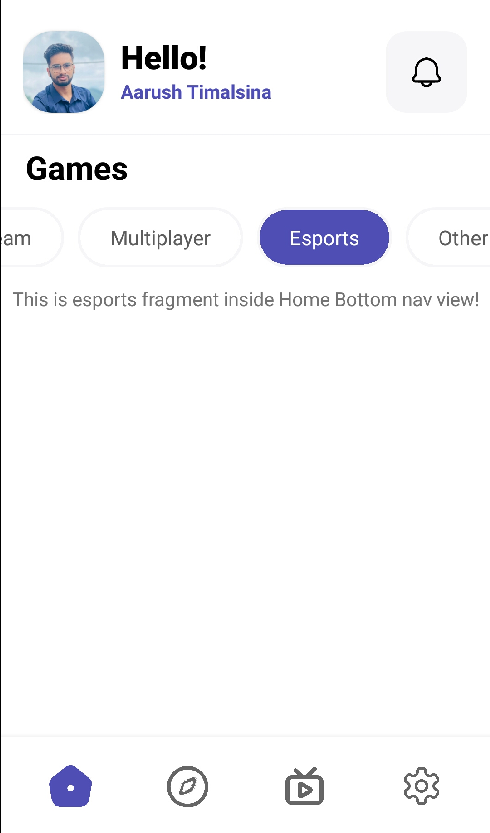 Hello!
Aarush Timalsina
Games
eam Multiplayer Esports Other
This is esports fragment inside Home Bottom nav view!